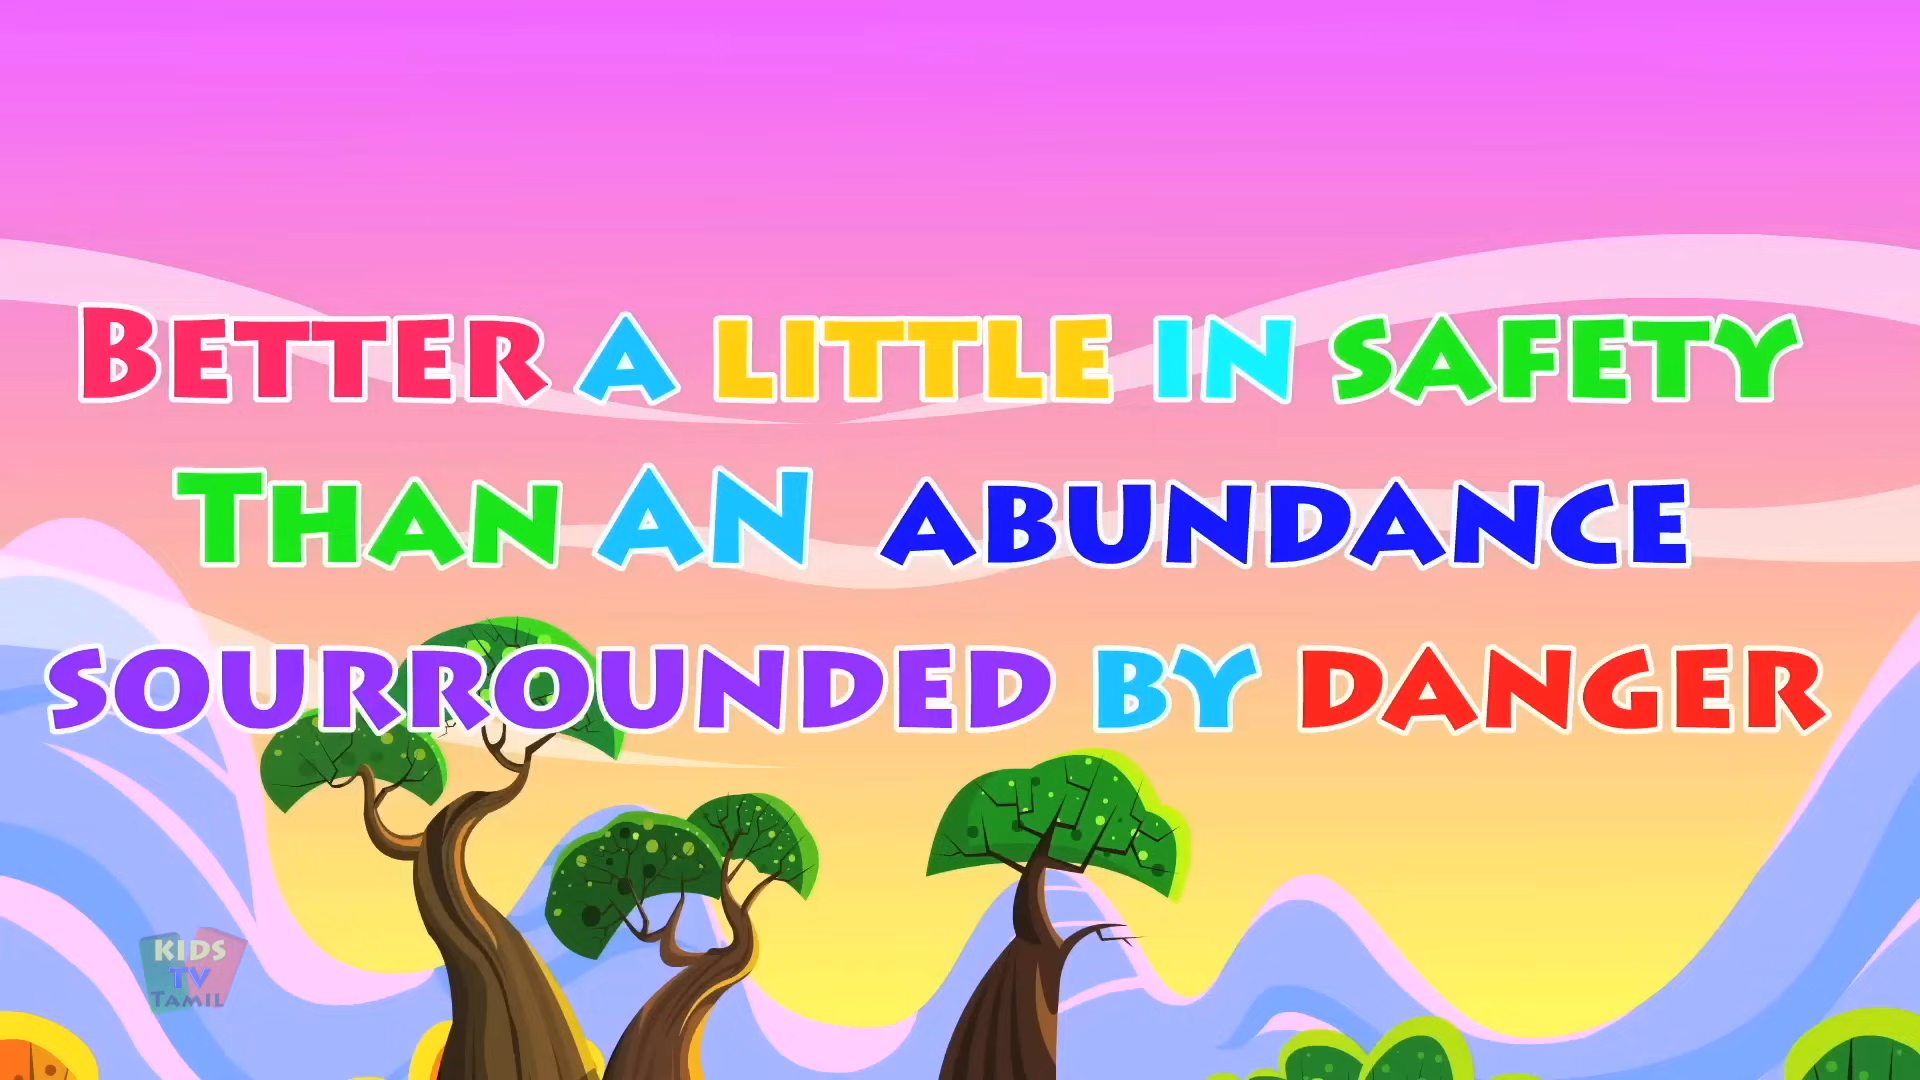 Better a little in safety
Than an abundance
sourrounded by danger
KIDS
TV
TAMIL